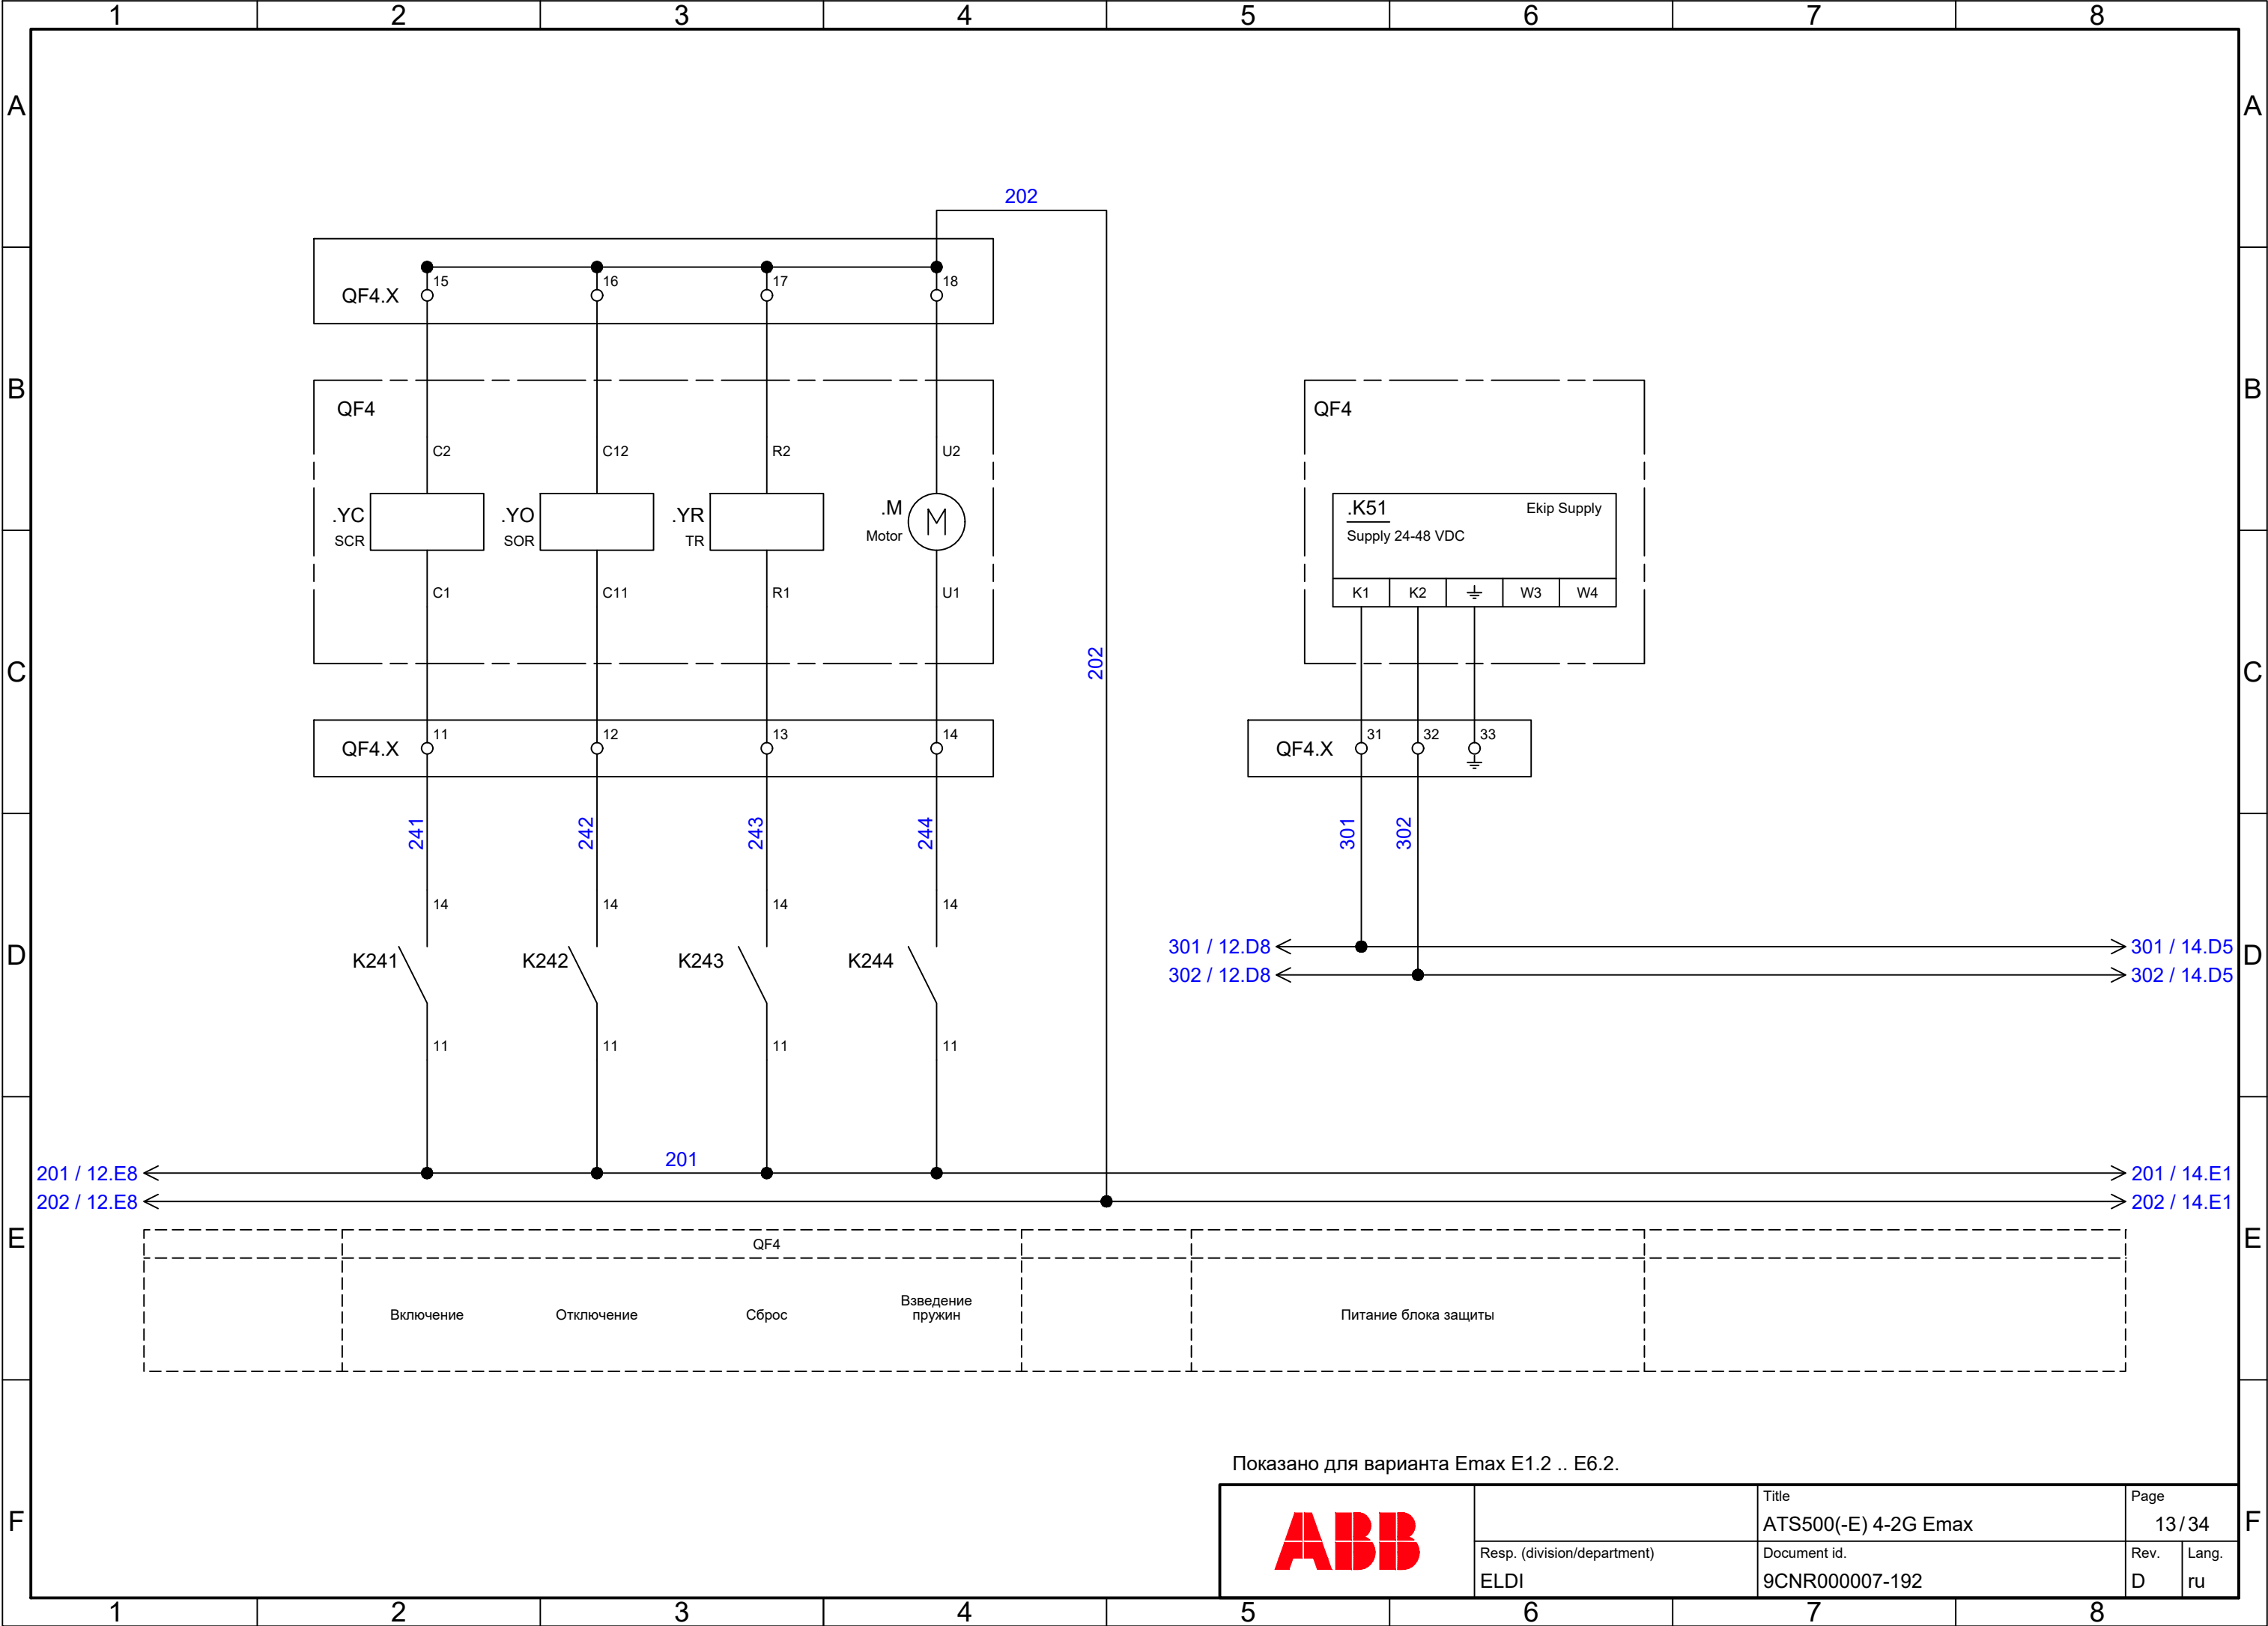 1 2 3 4 5 6 7 8
A A
202
15 16 17 18
QF4.X
B B
QF4 QF4
C2 C12 R2 U2
.YC .YO .YR .M M .K51 Ekip Supply
SCR SOR TR Motor Supply 24-48 VDC
C1 C11 R1 U1 K1 K2 W3 W4
202
C C
11 12 13 14 31 32 33
QF4.X QF4.X
241 242 243 244 301 302
14 14 14 14
301 / 12.D8 301 / 14.D5
D K241 K242 K243 K244 D
302 / 12.D8 302 / 14.D5
11 11 11 11
201
201 / 12.E8 201 / 14.E1
202 / 12.E8 202 / 14.E1
E QF4 E
Включение Отключение Сброс Взведение
пружин
Питание блока защиты
Показано для варианта Emax E1.2 .. E6.2.
F F
ABB
Title
ATS500(-E) 4-2G Emax
Page
13 / 34
Resp. (division/department)
ELDI
Document id.
9CNR000007-192
Rev.
D
Lang.
ru
1 2 3 4 5 6 7 8